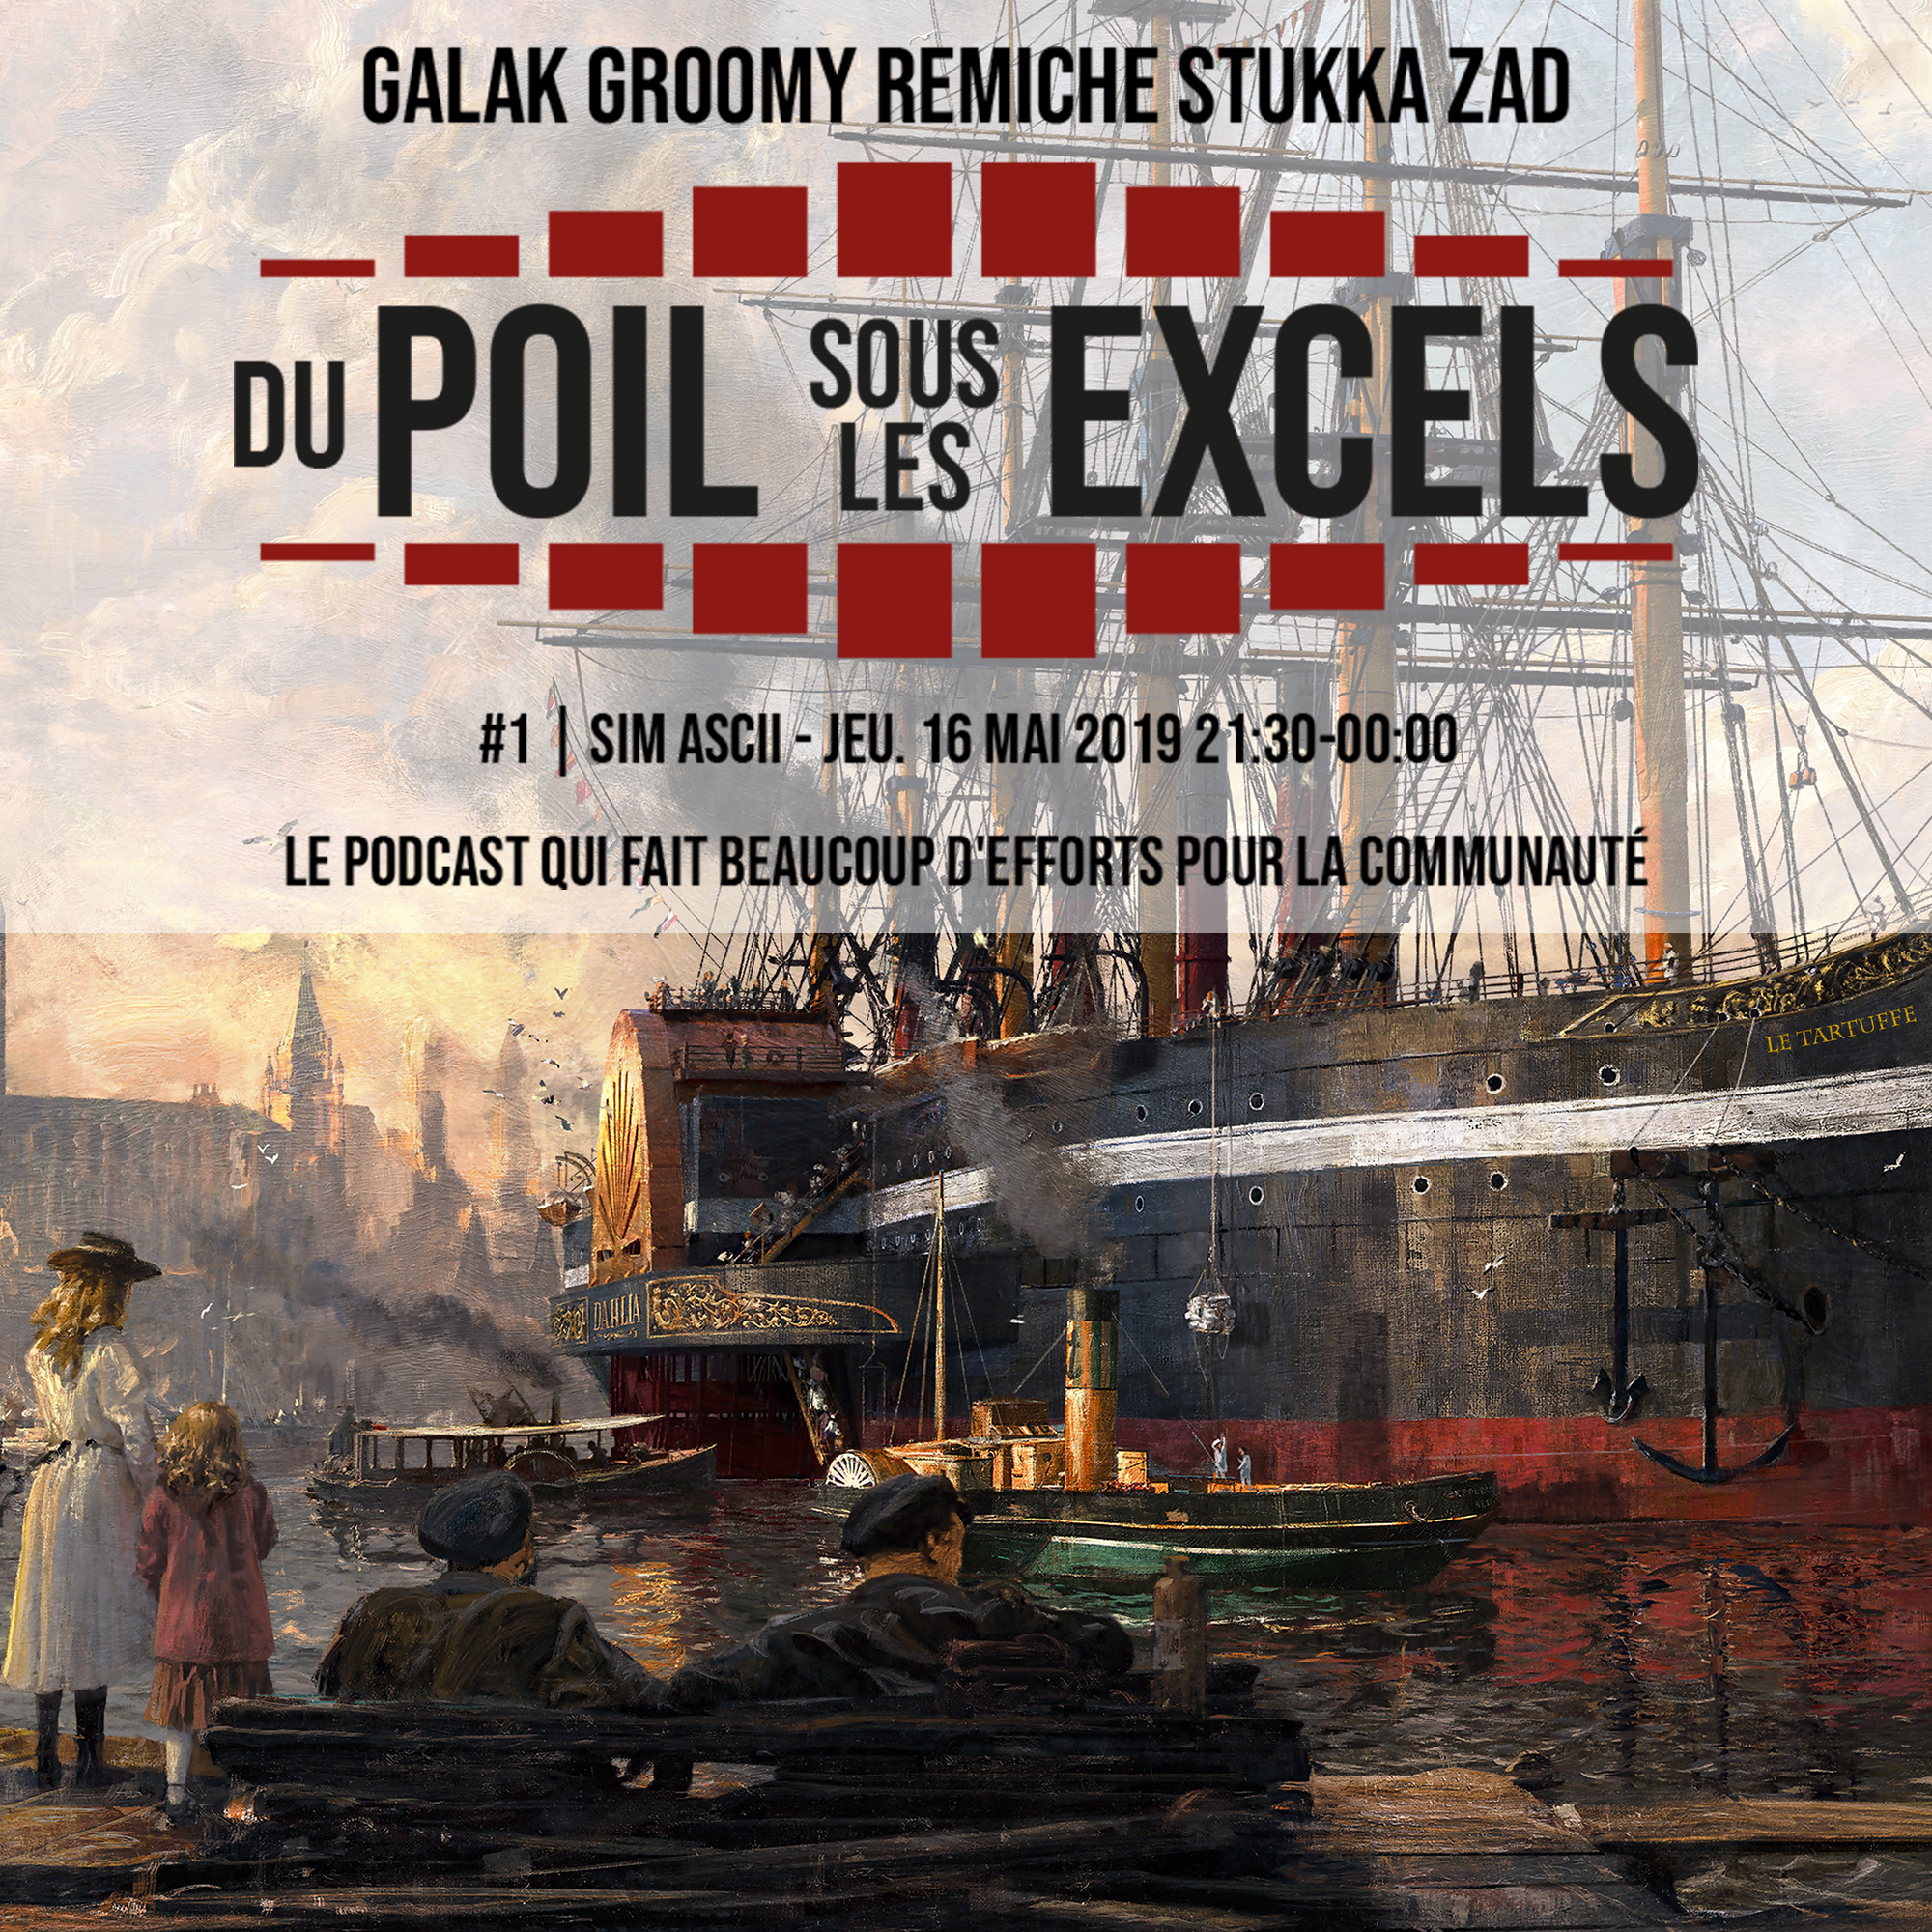 GALAK GROOMY REMICHE STUKKA ZAD
DU POIL SOUS LES EXCELS
#1 | SIM ASCII - JEU. 16 MAI 2019 21:30-00:00
LE PODCAST QUI FAIT BEAUCOUP D'EFFORTS POUR LA COMMUNAUTÉ
LE TARTUFFE
DAHLIA